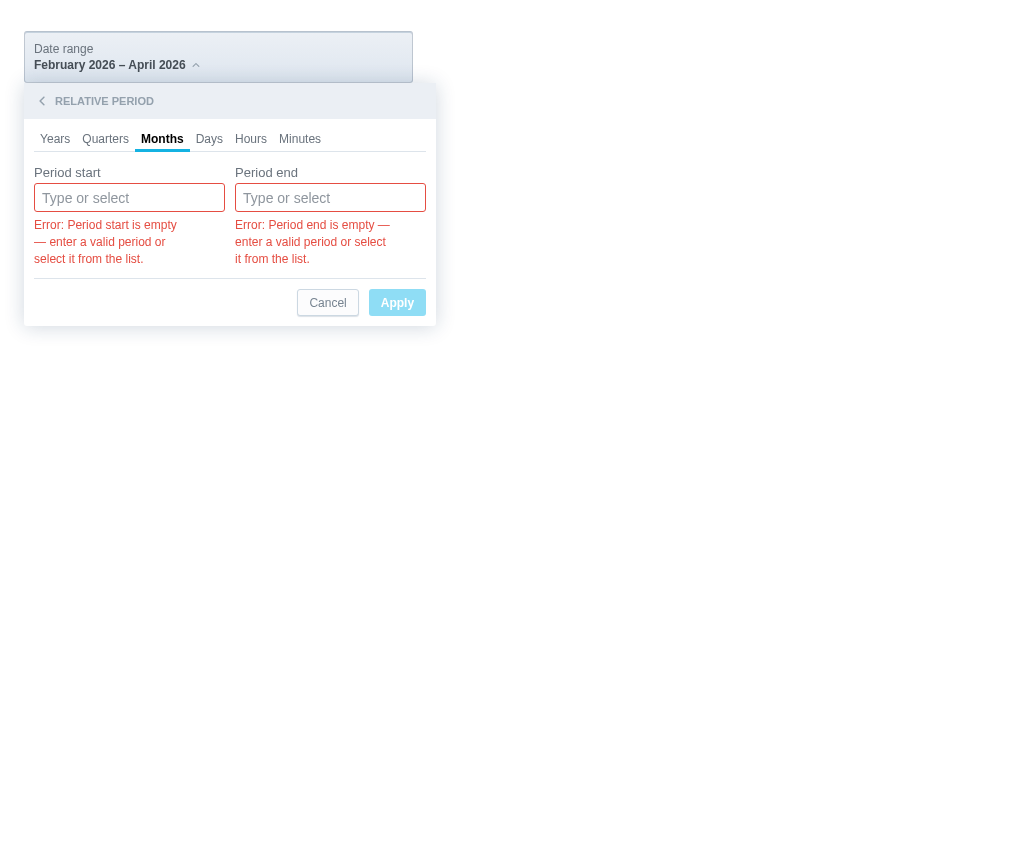 Date range
February 2026 – April 2026
RELATIVE PERIOD
Years Quarters Months Days Hours Minutes
Period start Period end
Type or select Type or select
Error: Period start is empty
— enter a valid period or
select it from the list.
Error: Period end is empty —
enter a valid period or select
it from the list.
Cancel Apply